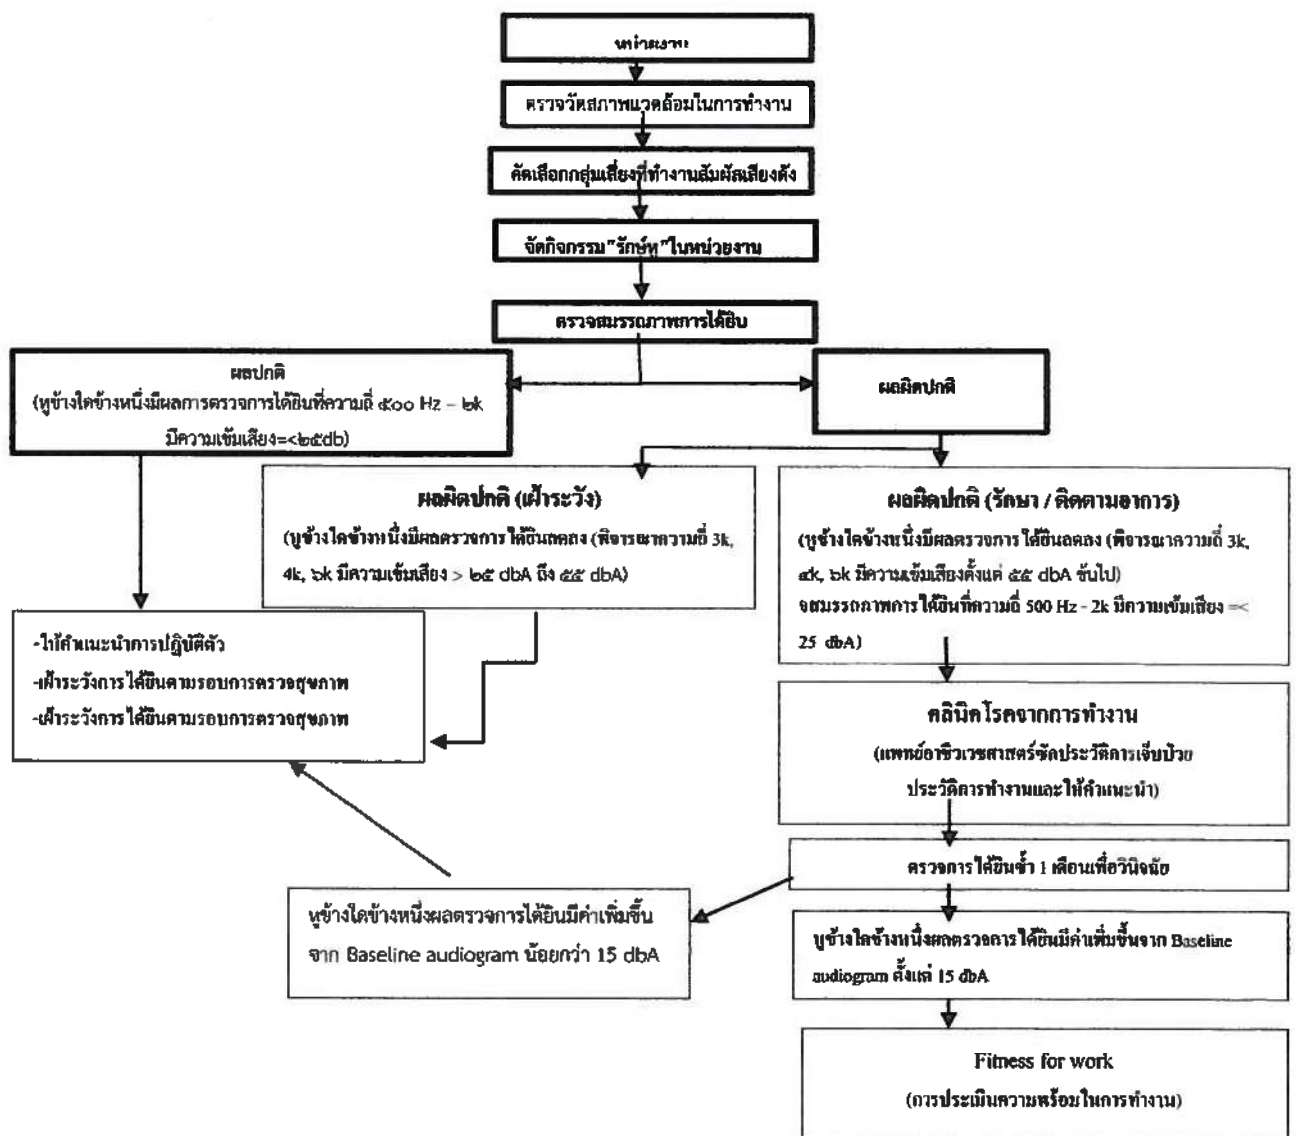 หน่วยงาน
ตรวจวัดสภาพแวดล้อมในการทำงาน
คัดเลือกกลุ่มเสี่ยงที่ทำงานสัมผัสเสียงดัง
จัดกิจกรรม"รักษ์หู"ในหน่วยงาน
ตรวจสมรรถภาพการได้ยิน
ผลปกติ
(หูข้างใดข้างหนึ่งมีผลการตรวจการได้ยินที่ความถี่ ๕๐๐ Hz – ๒k
มีความเข้มเสียง=<๒๕db)
ผลผิดปกติ
ผลผิดปกติ (เฝ้าระวัง)
(หูข้างใดข้างหนึ่งมีผลตรวจการได้ยินลดลง (พิจารณาความถี่ 3k,
4k, ๖k มีความเข้มเสียง > ๒๕ dbA ถึง ๕๕ dbA)
ผลผิดปกติ (รักษา / ติดตามอาการ)
(หูข้างใดข้างหนึ่งมีผลตรวจการได้ยินลดลง (พิจารณาความถี่ 3k,
๔k, ๖k มีความเข้มเสียงตั้งแต่ ๕๕ dbA ขึ้นไป)
จสมรรถภาพการได้ยินที่ความถี่ 500 Hz - 2k มีความเข้มเสียง =<
25 dbA)
-ให้คำแนะนำการปฏิบัติตัว
-เฝ้าระวังการได้ยินตามรอบการตรวจสุขภาพ
-เฝ้าระวังการได้ยินตามรอบการตรวจสุขภาพ
คลินิคโรคจากการทำงาน
(แพทย์อาชีวเวชศาสตร์ซักประวัติการเจ็บป่วย
ประวัติการทำงานและให้คำแนะนำ)
ตรวจการได้ยินซ้ำ 1 เดือนเพื่อวินิจฉัย
หูข้างใดข้างหนึ่งผลตรวจการได้ยินมีค่าเพิ่มขึ้น
จาก Baseline audiogram น้อยกว่า 15 dbA
หูข้างใดข้างหนึ่งผลตรวจการได้ยินมีค่าเพิ่มขึ้นจาก Baseline
audiogram ตั้งแต่ 15 dbA
Fitness for work
(การประเมินความพร้อมในการทำงาน)